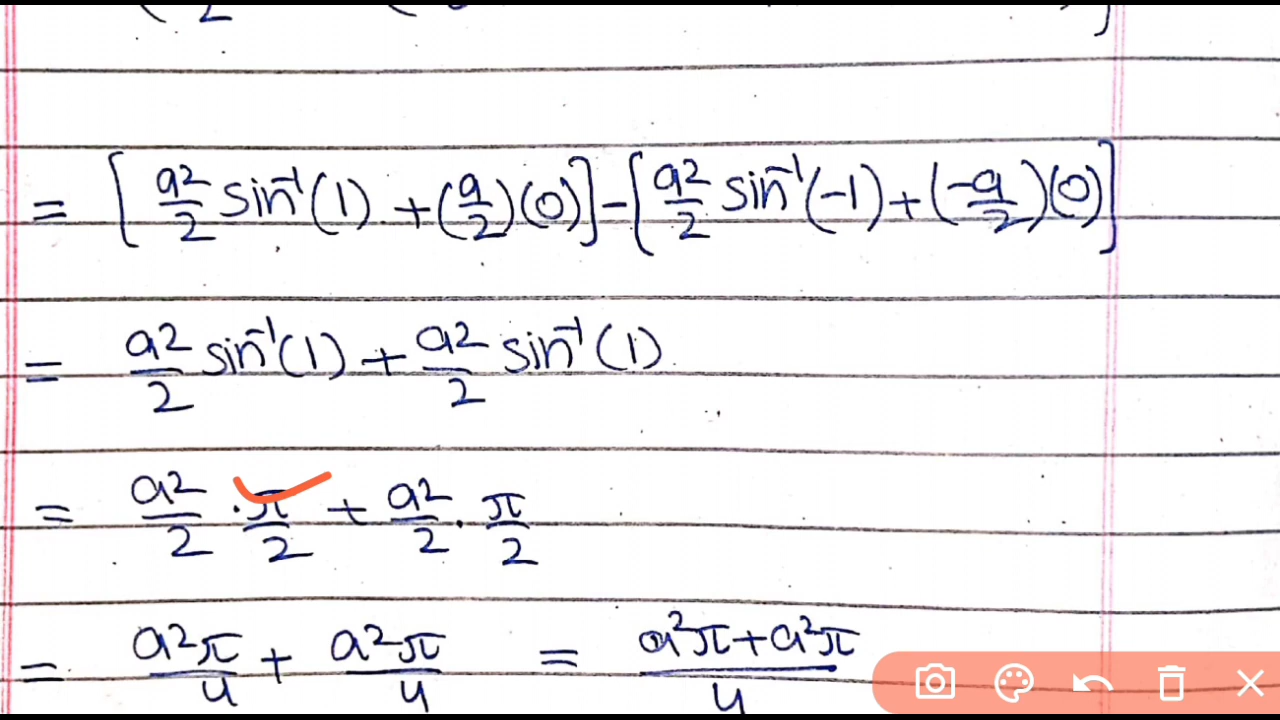 = [a²/2 sin⁻¹(1) + (a/2)(0)] - [a²/2 sin⁻¹(-1) + (-a/2)(0)]
= a²/2 sin⁻¹(1) + a²/2 sin⁻¹(1)
= a²/2 · π/2 + a²/2 · π/2
= a²π/4 + a²π/4 = a²π+a²π/4